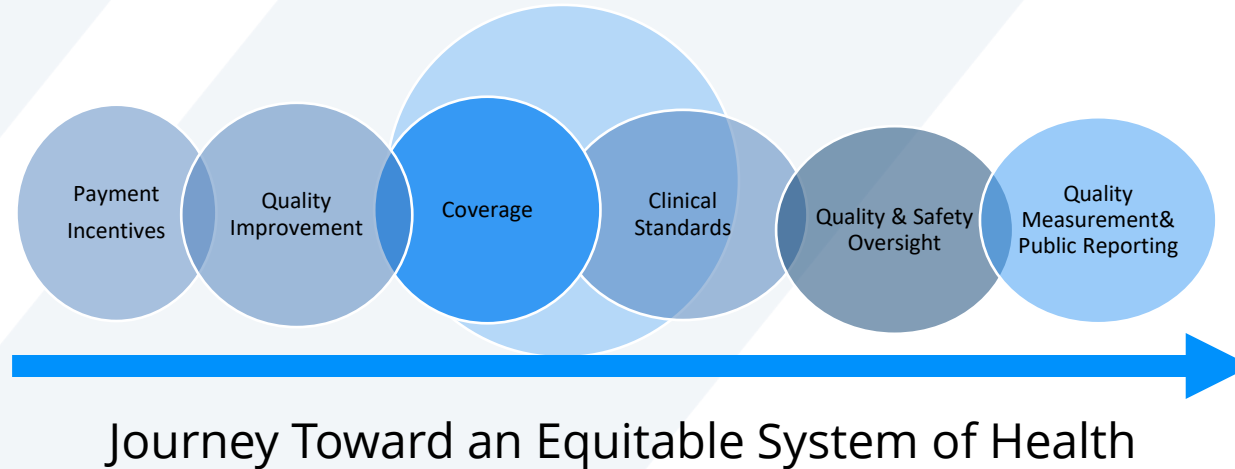 Payment
Incentives
Quality
Improvement
Coverage
Clinical
Standards
Quality & Safety
Oversight
Quality
Measurement&
Public Reporting
Journey Toward an Equitable System of Health